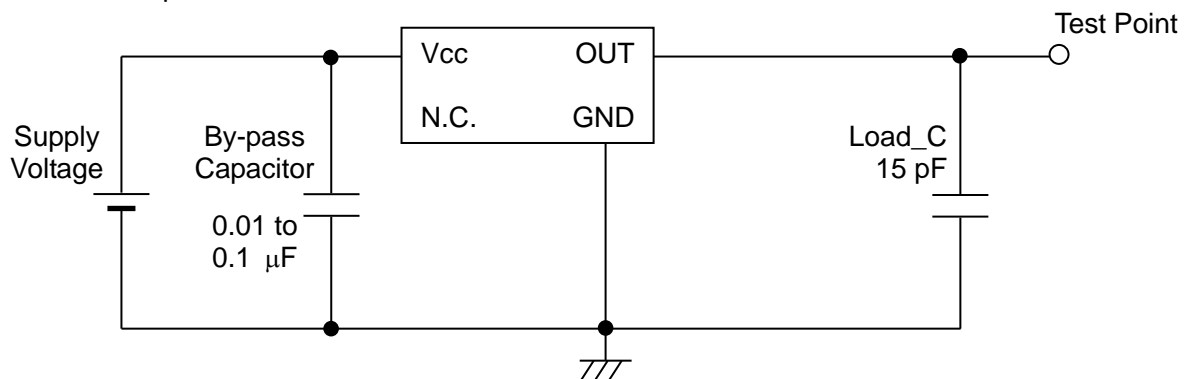 Test Point
Vcc
OUT
N.C.
GND
Supply
Voltage
By-pass
Capacitor
0.01 to
0.1 μF
Load_C
15 pF